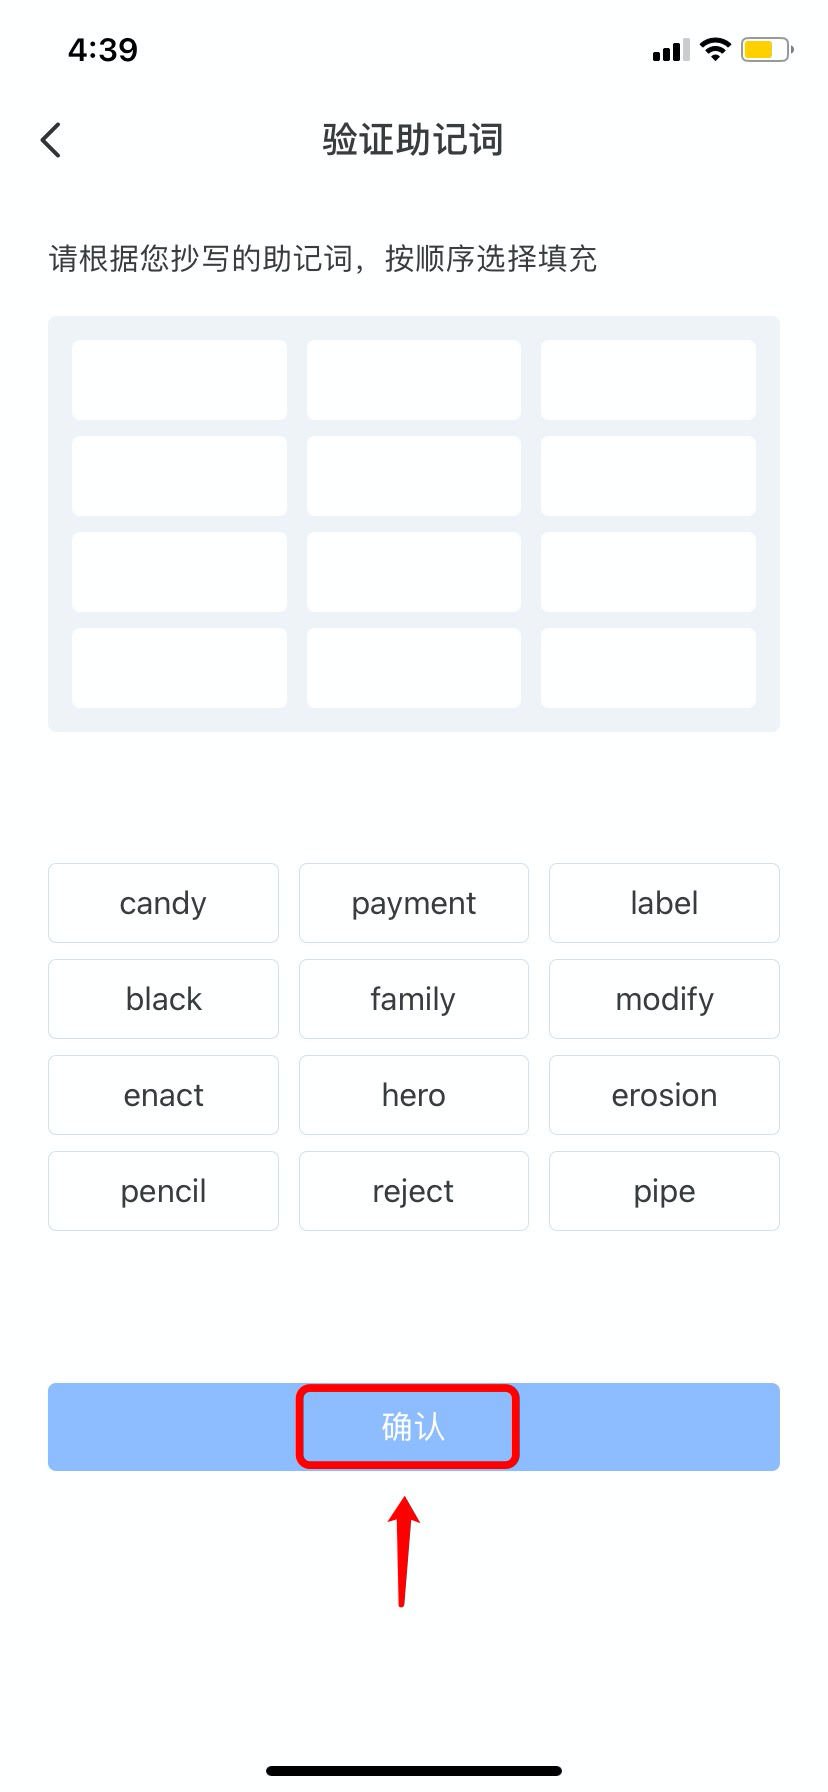 4:39
验证助记词
请根据您抄写的助记词，按顺序选择填充
candy payment label
black family modify
enact hero erosion
pencil reject pipe
确认